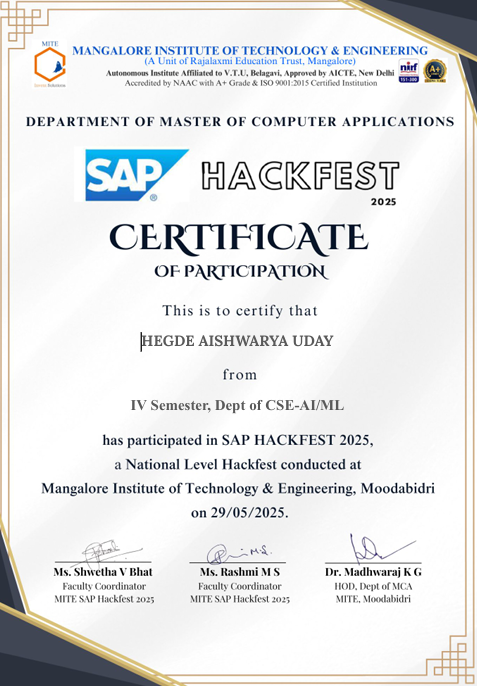 MITE
MANGALORE INSTITUTE OF TECHNOLOGY & ENGINEERING
(A Unit of Rajalaxmi Education Trust, Mangalore)
Autonomous Institute Affiliated to V.T.U, Belagavi, Approved by AICTE, New Delhi
Accredited by NAAC with A+ Grade & ISO 9001:2015 Certified Institution
nirf
A+
DEPARTMENT OF MASTER OF COMPUTER APPLICATIONS
SAP ® HACKFEST
2025
CERTIFICATE
OF PARTICIPATION
This is to certify that
HEGDE AISHWARYA UDAY
from
IV Semester, Dept of CSE-AI/ML
has participated in SAP HACKFEST 2025,
a National Level Hackfest conducted at
Mangalore Institute of Technology & Engineering, Moodabidri
on 29/05/2025.
Ms. Shwetha V Bhat Ms. Rashmi M S Dr. Madhwaraj K G
Faculty Coordinator Faculty Coordinator HOD, Dept of MCA
MITE SAP Hackfest 2025 MITE SAP Hackfest 2025 MITE, Moodabidri